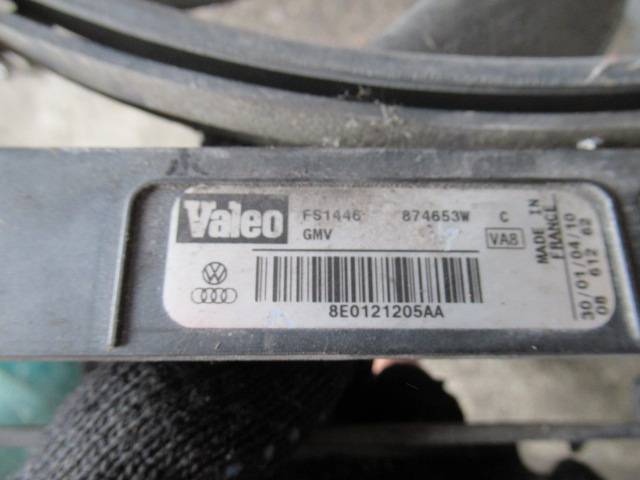 Valeo
FS1446 874653W C
GMV VA8
8E0121205AA
MADE IN
FRANCE
30/01/04/10
08 612 62